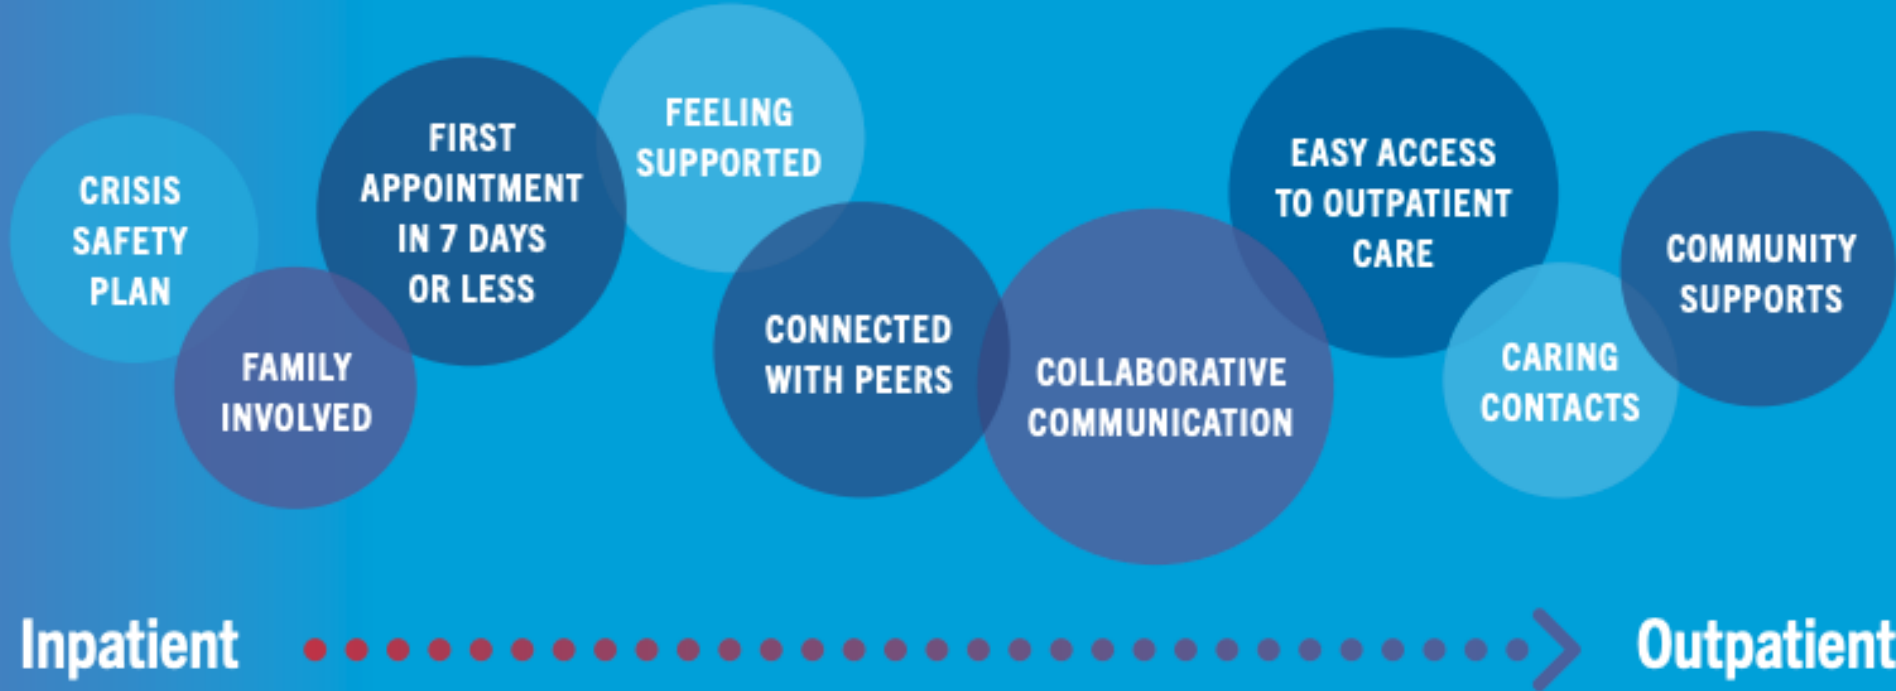 CRISIS
SAFETY
PLAN
FAMILY
INVOLVED
FIRST
APPOINTMENT
IN 7 DAYS
OR LESS
FEELING
SUPPORTED
CONNECTED
WITH PEERS
COLLABORATIVE
COMMUNICATION
EASY ACCESS
TO OUTPATIENT
CARE
CARING
CONTACTS
COMMUNITY
SUPPORTS
Inpatient
Outpatient